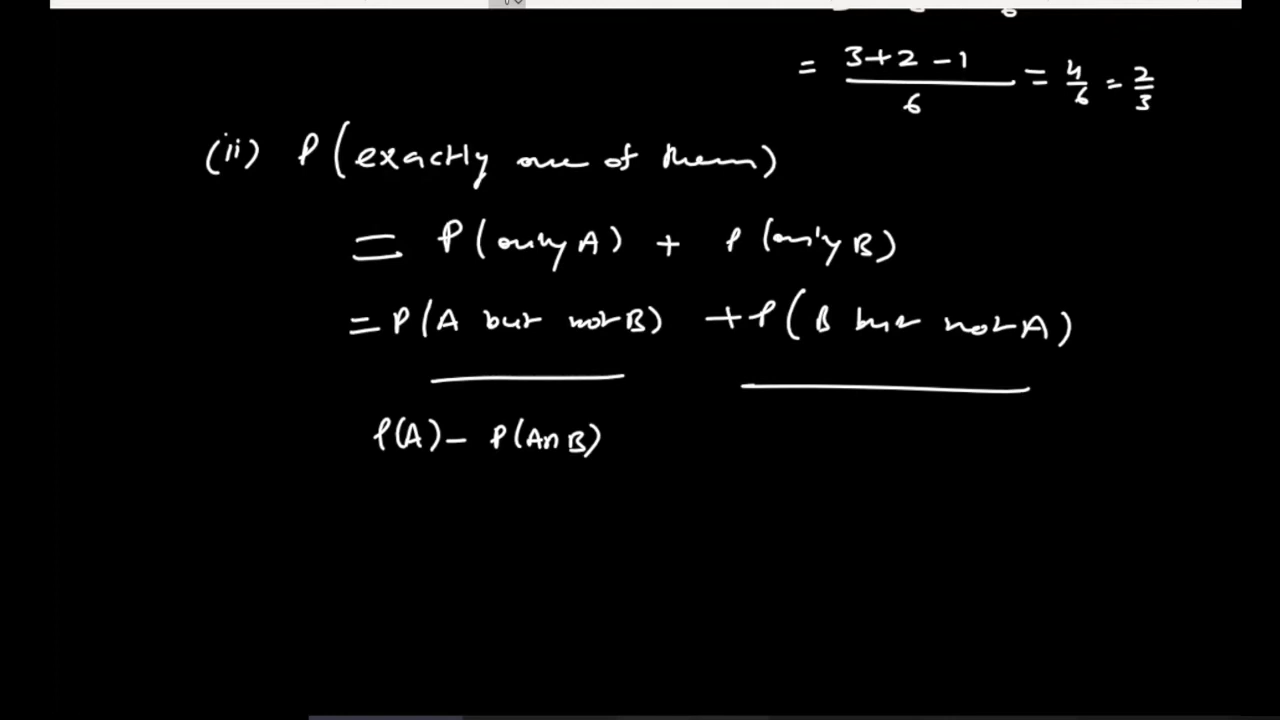 = 3+2-1/6 = 4/6 = 2/3
(ii) P(exactly one of them)
= P(only A) + P(only B)
= P(A but not B) + P(B but not A)
P(A) - P(A∩B)